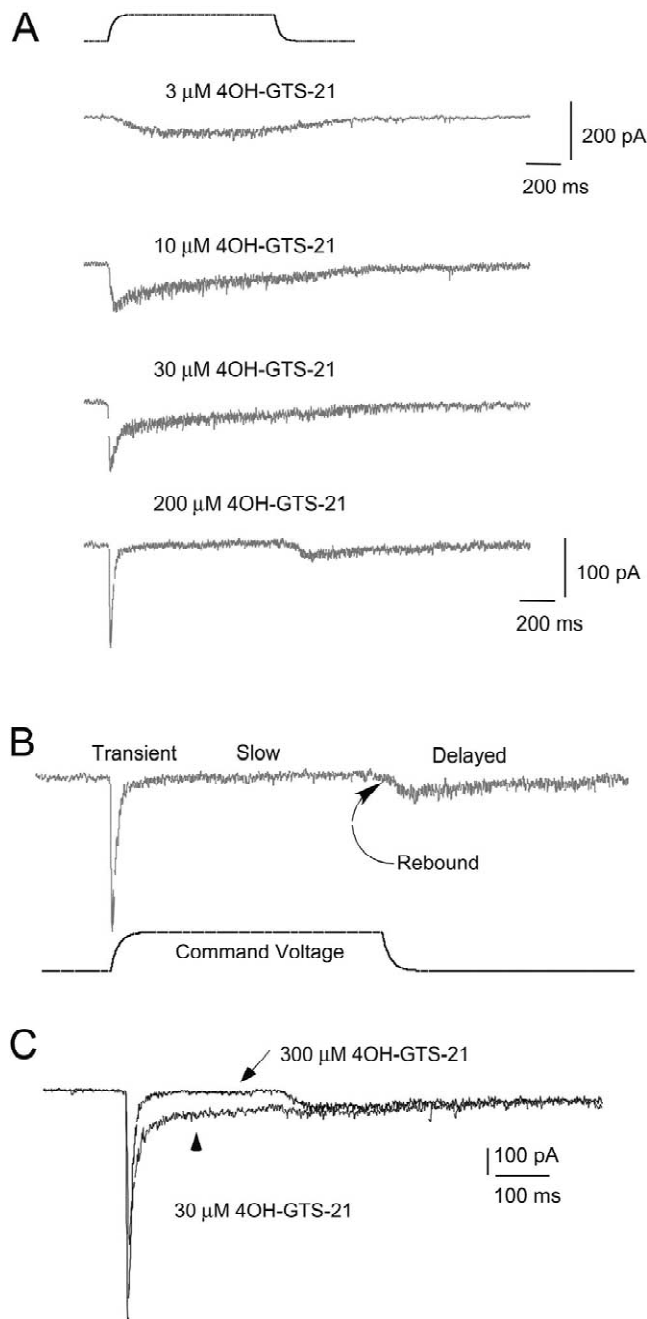 A
3 μM 4OH-GTS-21
200 pA
200 ms
10 μM 4OH-GTS-21
30 μM 4OH-GTS-21
200 μM 4OH-GTS-21
100 pA
200 ms
B
Transient Slow Delayed
Rebound
Command Voltage
C
300 μM 4OH-GTS-21
100 pA
100 ms
30 μM 4OH-GTS-21